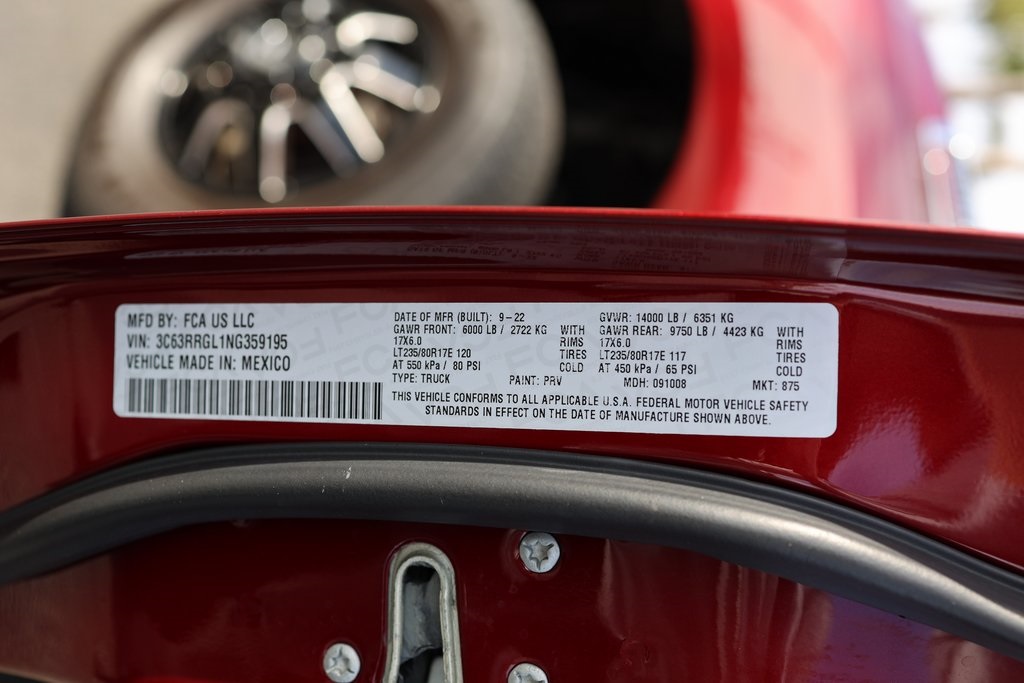 MFD BY: FCA US LLC
VIN: 3C63RRGL1NG359195
VEHICLE MADE IN: MEXICO
DATE OF MFR (BUILT): 9-22
GAWR FRONT: 6000 LB / 2722 KG WITH
17X6.0 RIMS
LT235/80R17E 120 TIRES
AT 550 kPa / 80 PSI COLD
TYPE: TRUCK PAINT: PRV
GVWR: 14000 LB / 6351 KG
GAWR REAR: 9750 LB / 4423 KG WITH
17X6.0 RIMS
LT235/80R17E 117 TIRES
AT 450 kPa / 65 PSI COLD
MDH: 091008 MKT: 875
THIS VEHICLE CONFORMS TO ALL APPLICABLE U.S.A. FEDERAL MOTOR VEHICLE SAFETY
STANDARDS IN EFFECT ON THE DATE OF MANUFACTURE SHOWN ABOVE.